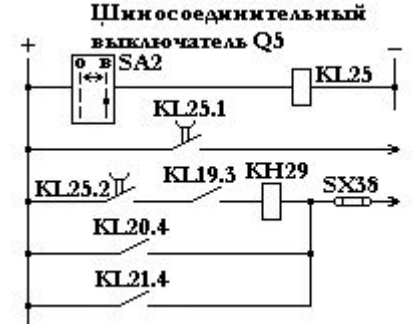 Шиносоединительный
выключатель Q5
+ –
О В SA2 KL25
KL25.1
KL25.2 KL19.3 KH29 SX38
KL20.4
KL21.4